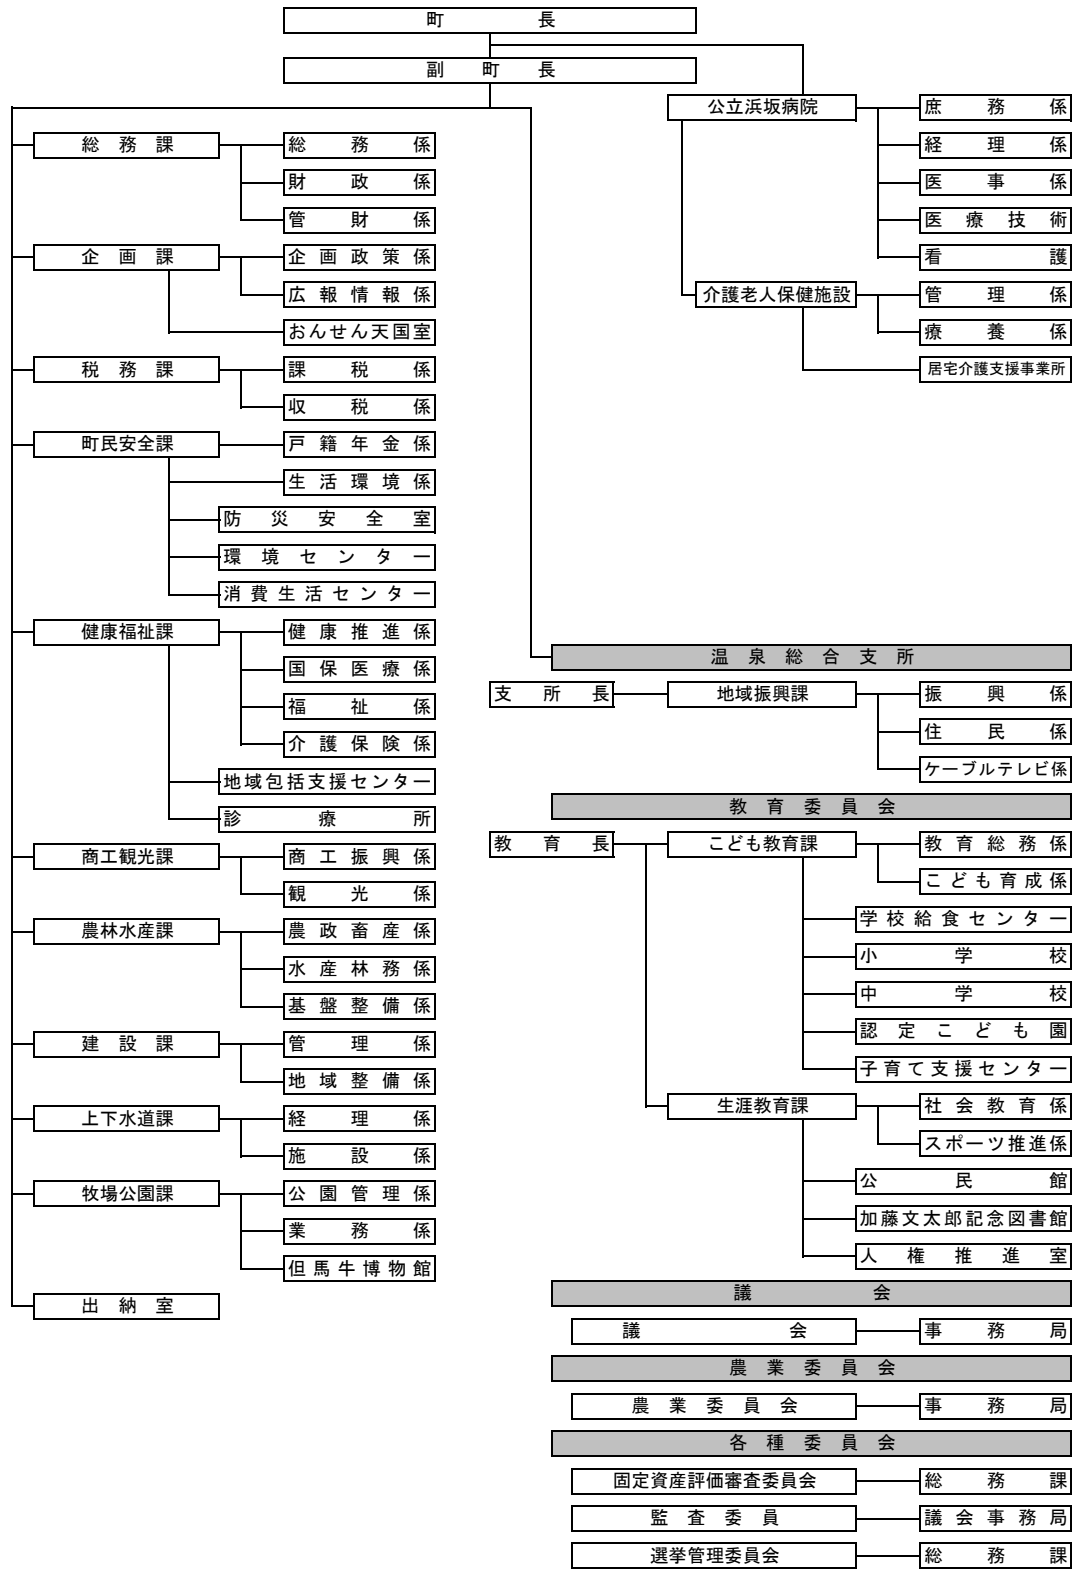 町長
副町長
総務課
総務係
財政係
管財係
企画課
企画政策係
広報情報係
おんせん天国室
税務課
課税係
収税係
町民安全課
戸籍年金係
生活環境係
防災安全室
環境センター
消費生活センター
健康福祉課
健康推進係
国保医療係
福祉係
介護保険係
地域包括支援センター
診療所
商工観光課
商工振興係
観光係
農林水産課
農政畜産係
水産林務係
基盤整備係
建設課
管理係
地域整備係
上下水道課
経理係
施設係
牧場公園課
公園管理係
業務係
但馬牛博物館
出納室
公立浜坂病院
庶務係
経理係
医事係
医療技術
看護
介護老人保健施設
管理係
療養係
居宅介護支援事業所
温泉総合支所
支所長
地域振興課
振興係
住民係
ケーブルテレビ係
教育委員会
教育長
こども教育課
教育総務係
こども育成係
学校給食センター
小学校
中学校
認定こども園
子育て支援センター
生涯教育課
社会教育係
スポーツ推進係
公民館
加藤文太郎記念図書館
人権推進室
議会
議会
事務局
農業委員会
農業委員会
事務局
各種委員会
固定資産評価審査委員会
総務課
監査委員
議会事務局
選挙管理委員会
総務課